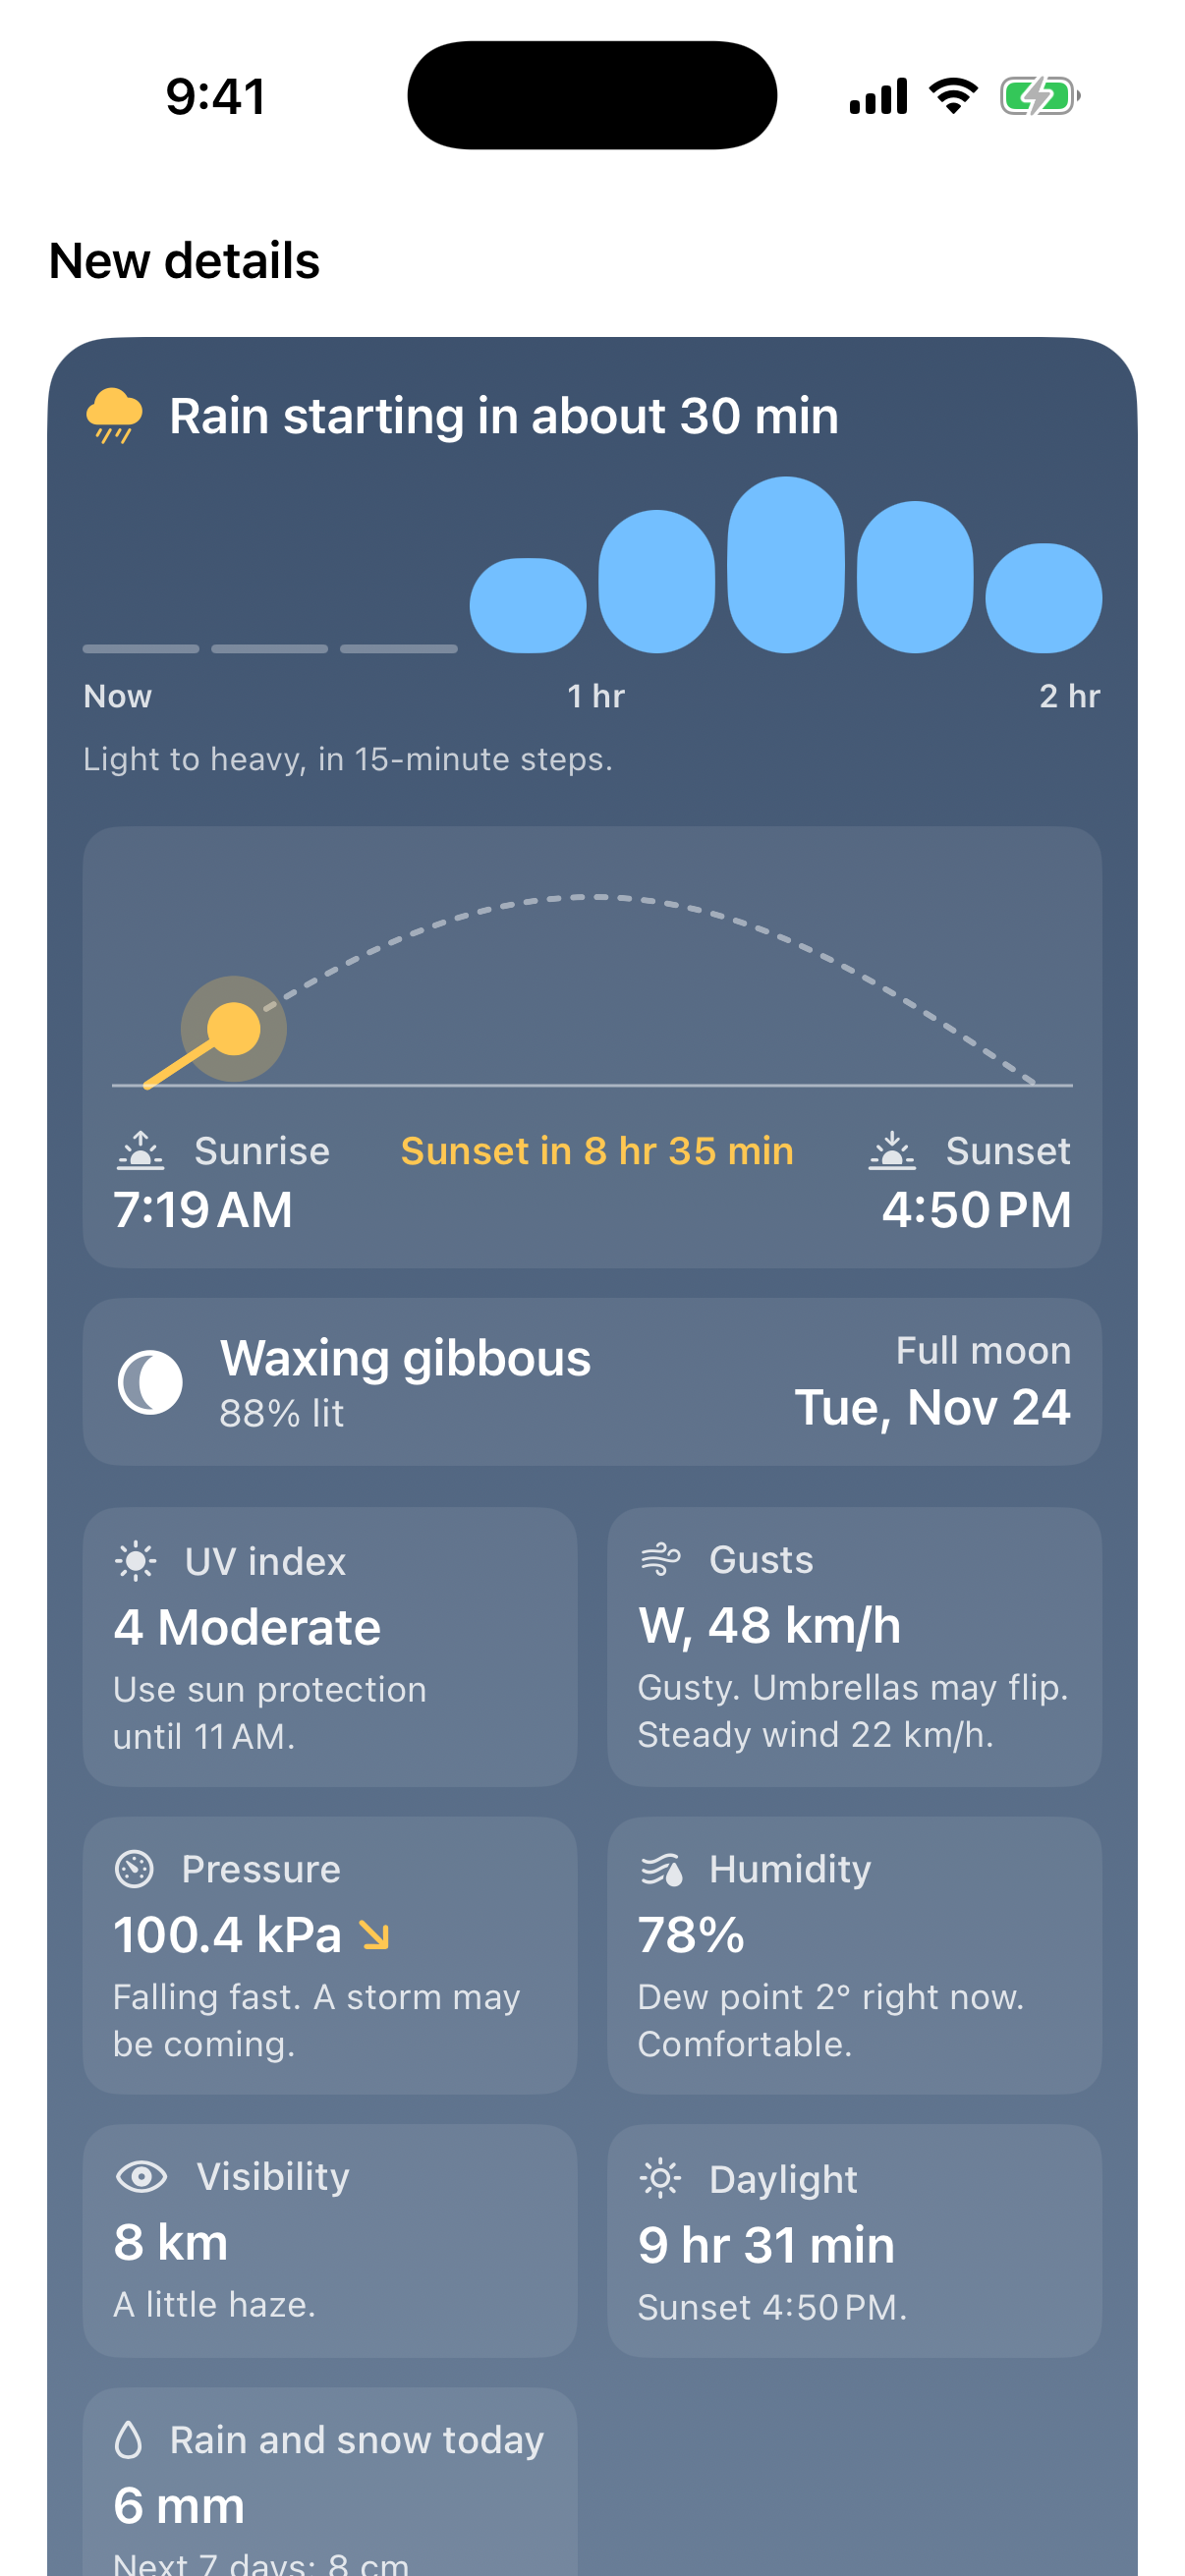 9:41
New details
Rain starting in about 30 min
Now
1 hr
2 hr
Light to heavy, in 15-minute steps.
Sunrise
Sunset in 8 hr 35 min
Sunset
7:19 AM
4:50 PM
Waxing gibbous
88% lit
Full moon
Tue, Nov 24
UV index
4 Moderate
Use sun protection
until 11 AM.
Gusts
W, 48 km/h
Gusty. Umbrellas may flip.
Steady wind 22 km/h.
Pressure
100.4 kPa
Falling fast. A storm may
be coming.
Humidity
78%
Dew point 2° right now.
Comfortable.
Visibility
8 km
A little haze.
Daylight
9 hr 31 min
Sunset 4:50 PM.
Rain and snow today
6 mm
Next 7 days: 8 cm